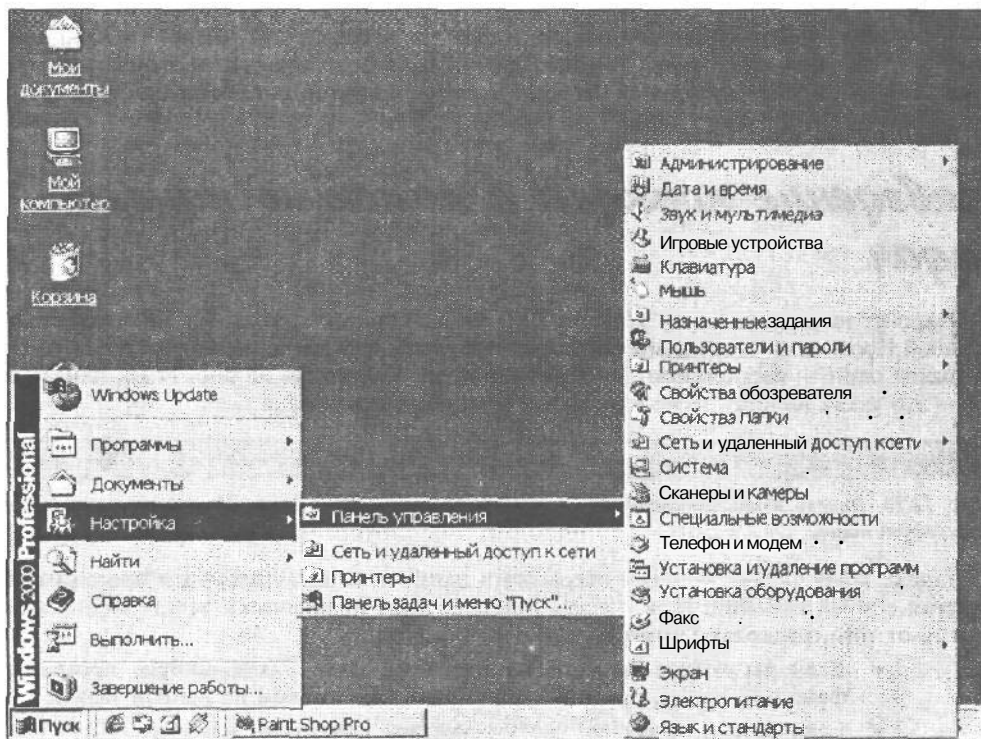 Мои
документы
Мой
компьютер
Корзина
Windows 2000 Professional
Windows Update
Программы
Документы
Настройка
Найти
Справка
Выполнить...
Завершение работы...
Панель управления
Сеть и удаленный доступ к сети
Принтеры
Панель задач и меню "Пуск"...
Администрирование
Дата и время
Звук и мультимедиа
Игровые устройства
Клавиатура
Мышь
Назначенные задания
Пользователи и пароли
Принтеры
Свойства обозревателя
Свойства папки
Сеть и удаленный доступ к сети
Система
Сканеры и камеры
Специальные возможности
Телефон и модем
Установка и удаление программ
Установка оборудования
Факс
Шрифты
Экран
Электропитание
Язык и стандарты
Пуск
Paint Shop Pro